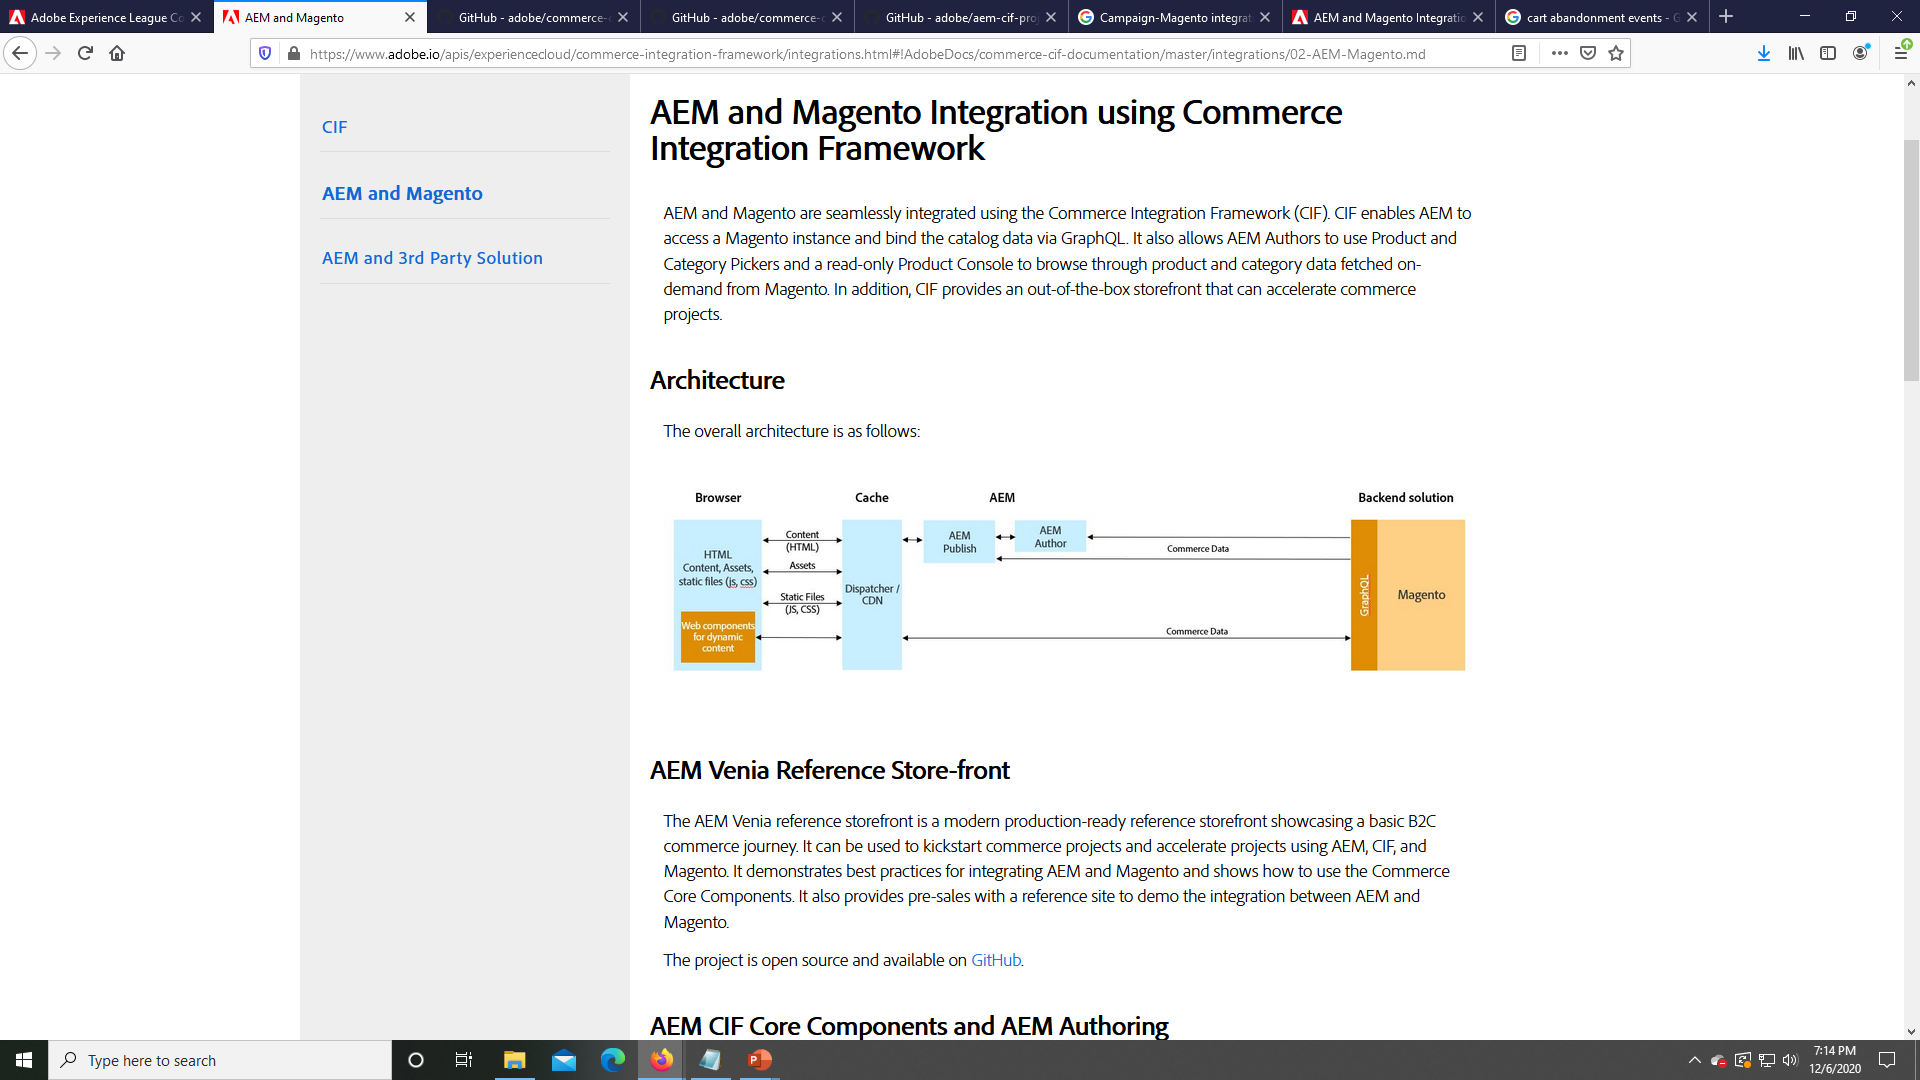 Adobe Experience League Co
AEM and Magento
GitHub - adobe/commerce-
GitHub - adobe/commerce-
GitHub - adobe/aem-cif-proj
Campaign-Magento integrat
AEM and Magento Integratio
cart abandonment events - G
https://www.adobe.io/apis/experiencecloud/commerce-integration-framework/integrations.html#!AdobeDocs/commerce-cif-documentation/master/integrations/02-AEM-Magento.md
CIF
AEM and Magento
AEM and 3rd Party Solution
AEM and Magento Integration using Commerce
Integration Framework
AEM and Magento are seamlessly integrated using the Commerce Integration Framework (CIF). CIF enables AEM to
access a Magento instance and bind the catalog data via GraphQL. It also allows AEM Authors to use Product and
Category Pickers and a read-only Product Console to browse through product and category data fetched on-
demand from Magento. In addition, CIF provides an out-of-the-box storefront that can accelerate commerce
projects.
Architecture
The overall architecture is as follows:
Browser
Cache
AEM
Backend solution
HTML
Content, Assets,
static files (js, css)
Web components
for dynamic
content
Content
(HTML)
Assets
Static Files
(JS, CSS)
Dispatcher /
CDN
AEM
Publish
AEM
Author
Commerce Data
Commerce Data
GraphQL
Magento
AEM Venia Reference Store-front
The AEM Venia reference storefront is a modern production-ready reference storefront showcasing a basic B2C
commerce journey. It can be used to kickstart commerce projects and accelerate projects using AEM, CIF, and
Magento. It demonstrates best practices for integrating AEM and Magento and shows how to use the Commerce
Core Components. It also provides pre-sales with a reference site to demo the integration between AEM and
Magento.
The project is open source and available on GitHub.
AEM CIF Core Components and AEM Authoring
Type here to search
7:14 PM
12/6/2020